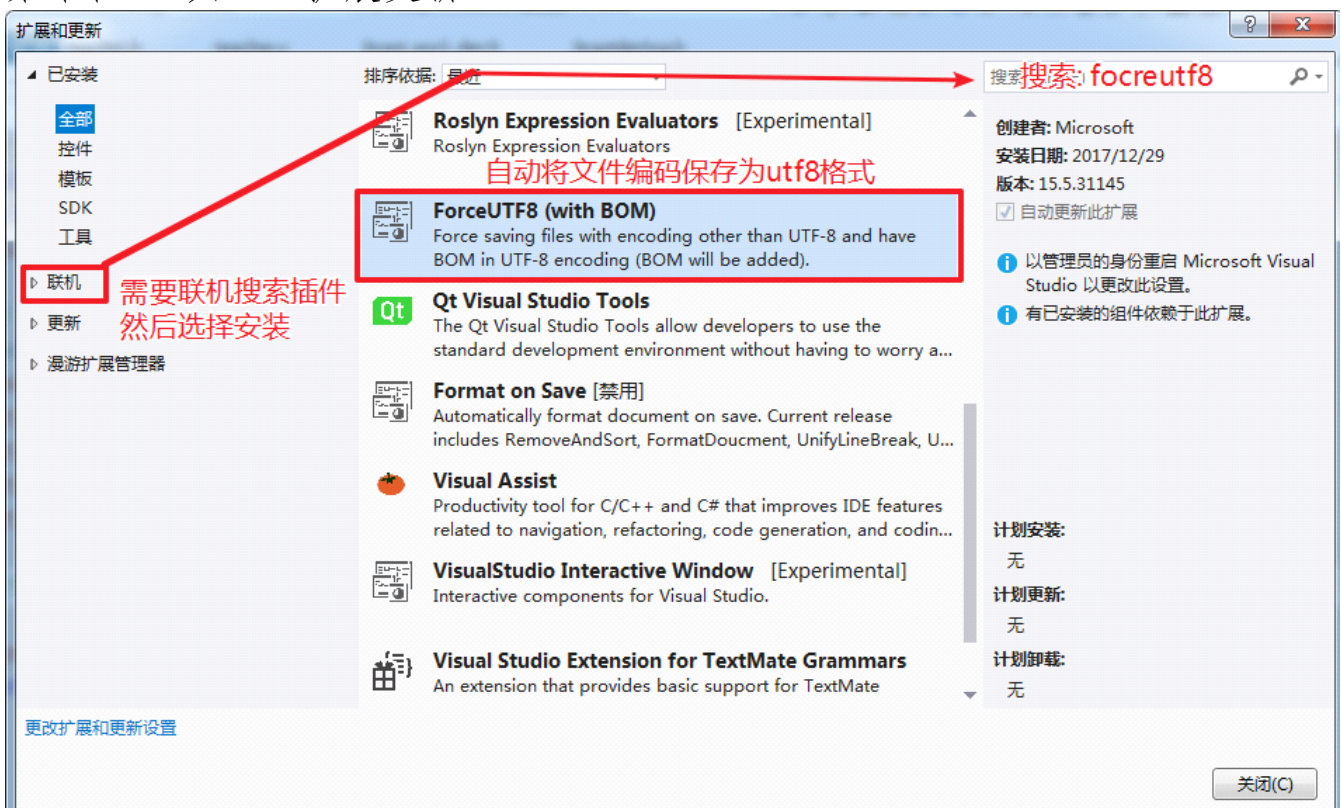 扩展和更新
已安装
全部
控件
模板
SDK
工具
联机
需要联机搜索插件
然后选择安装
更新
漫游扩展管理器
排序依据: 最近
Roslyn Expression Evaluators [Experimental]
Roslyn Expression Evaluators
自动将文件编码保存为utf8格式
ForceUTF8 (with BOM)
Force saving files with encoding other than UTF-8 and have
BOM in UTF-8 encoding (BOM will be added).
Qt
Qt Visual Studio Tools
The Qt Visual Studio Tools allow developers to use the
standard development environment without having to worry a...
Format on Save [禁用]
Automatically format document on save. Current release
includes RemoveAndSort, FormatDoucment, UnifyLineBreak, U...
Visual Assist
Productivity tool for C/C++ and C# that improves IDE features
related to navigation, refactoring, code generation, and codin...
VisualStudio Interactive Window [Experimental]
Interactive components for Visual Studio.
Visual Studio Extension for TextMate Grammars
An extension that provides basic support for TextMate
搜索: focreutf8
创建者: Microsoft
安装日期: 2017/12/29
版本: 15.5.31145
自动更新此扩展
以管理员的身份重启 Microsoft Visual
Studio 以更改此设置。
有已安装的组件依赖于此扩展。
计划安装:
无
计划更新:
无
计划卸载:
无
更改扩展和更新设置
关闭(C)